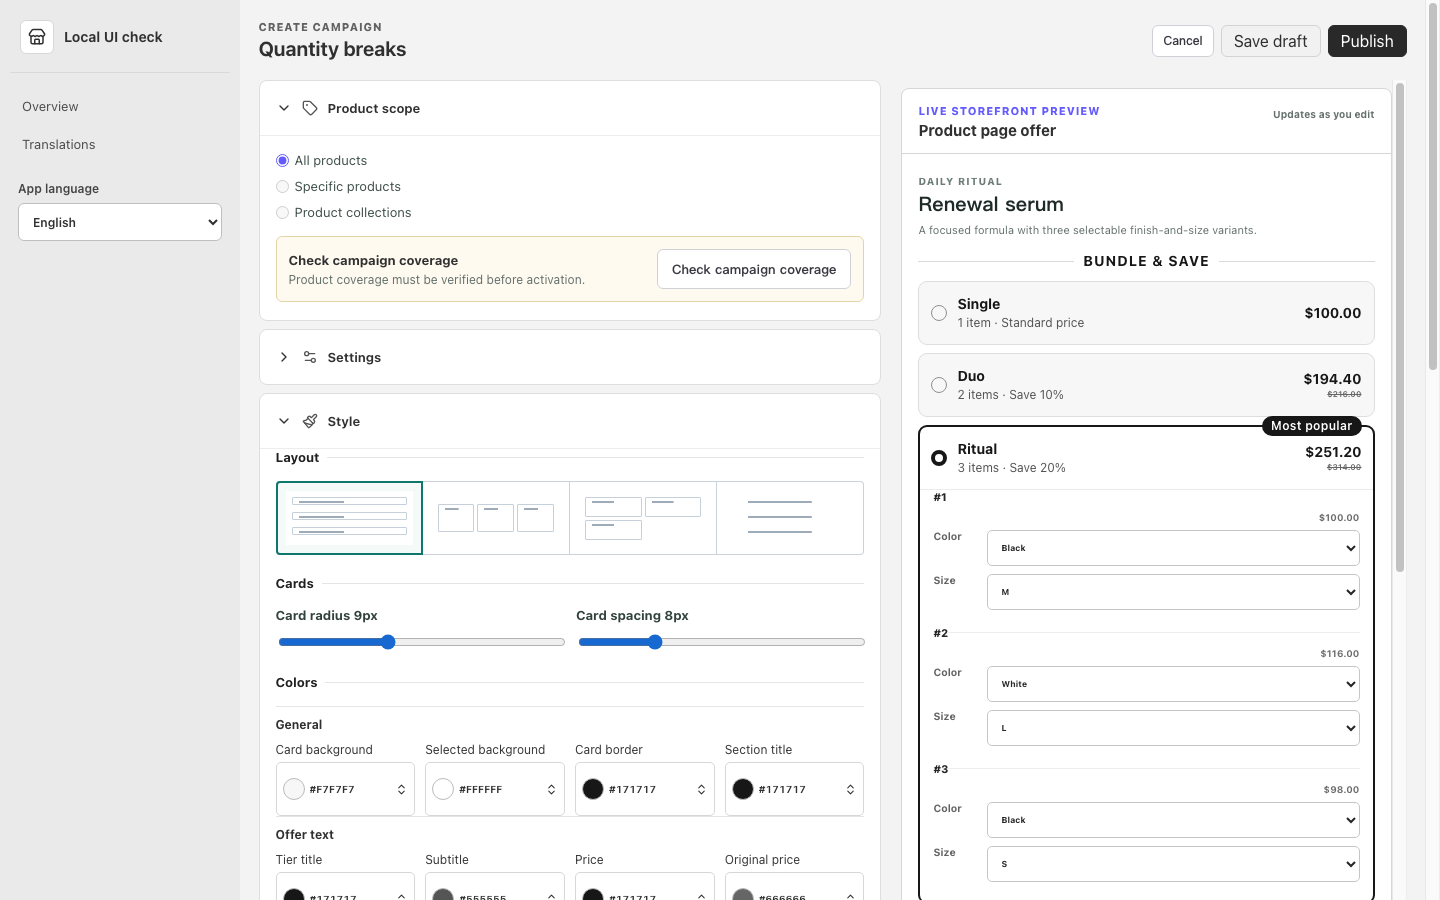 Local UI check
Overview
Translations
App language
English
CREATE CAMPAIGN
Quantity breaks
Cancel
Save draft
Publish
Product scope
All products
Specific products
Product collections
Check campaign coverage
Product coverage must be verified before activation.
Check campaign coverage
Settings
Style
Layout
Cards
Card radius 9px
Card spacing 8px
Colors
General
Card background
Selected background
Card border
Section title
#F7F7F7
#FFFFFF
#171717
#171717
Offer text
Tier title
Subtitle
Price
Original price
#171717
#555555
#171717
#666666
LIVE STOREFRONT PREVIEW
Updates as you edit
Product page offer
DAILY RITUAL
Renewal serum
A focused formula with three selectable finish-and-size variants.
BUNDLE & SAVE
Single
1 item · Standard price
$100.00
Duo
2 items · Save 10%
$194.40
$216.00
Most popular
Ritual
3 items · Save 20%
$251.20
$314.00
#1
$100.00
Color
Black
Size
M
#2
$116.00
Color
White
Size
L
#3
$98.00
Color
Black
Size
S